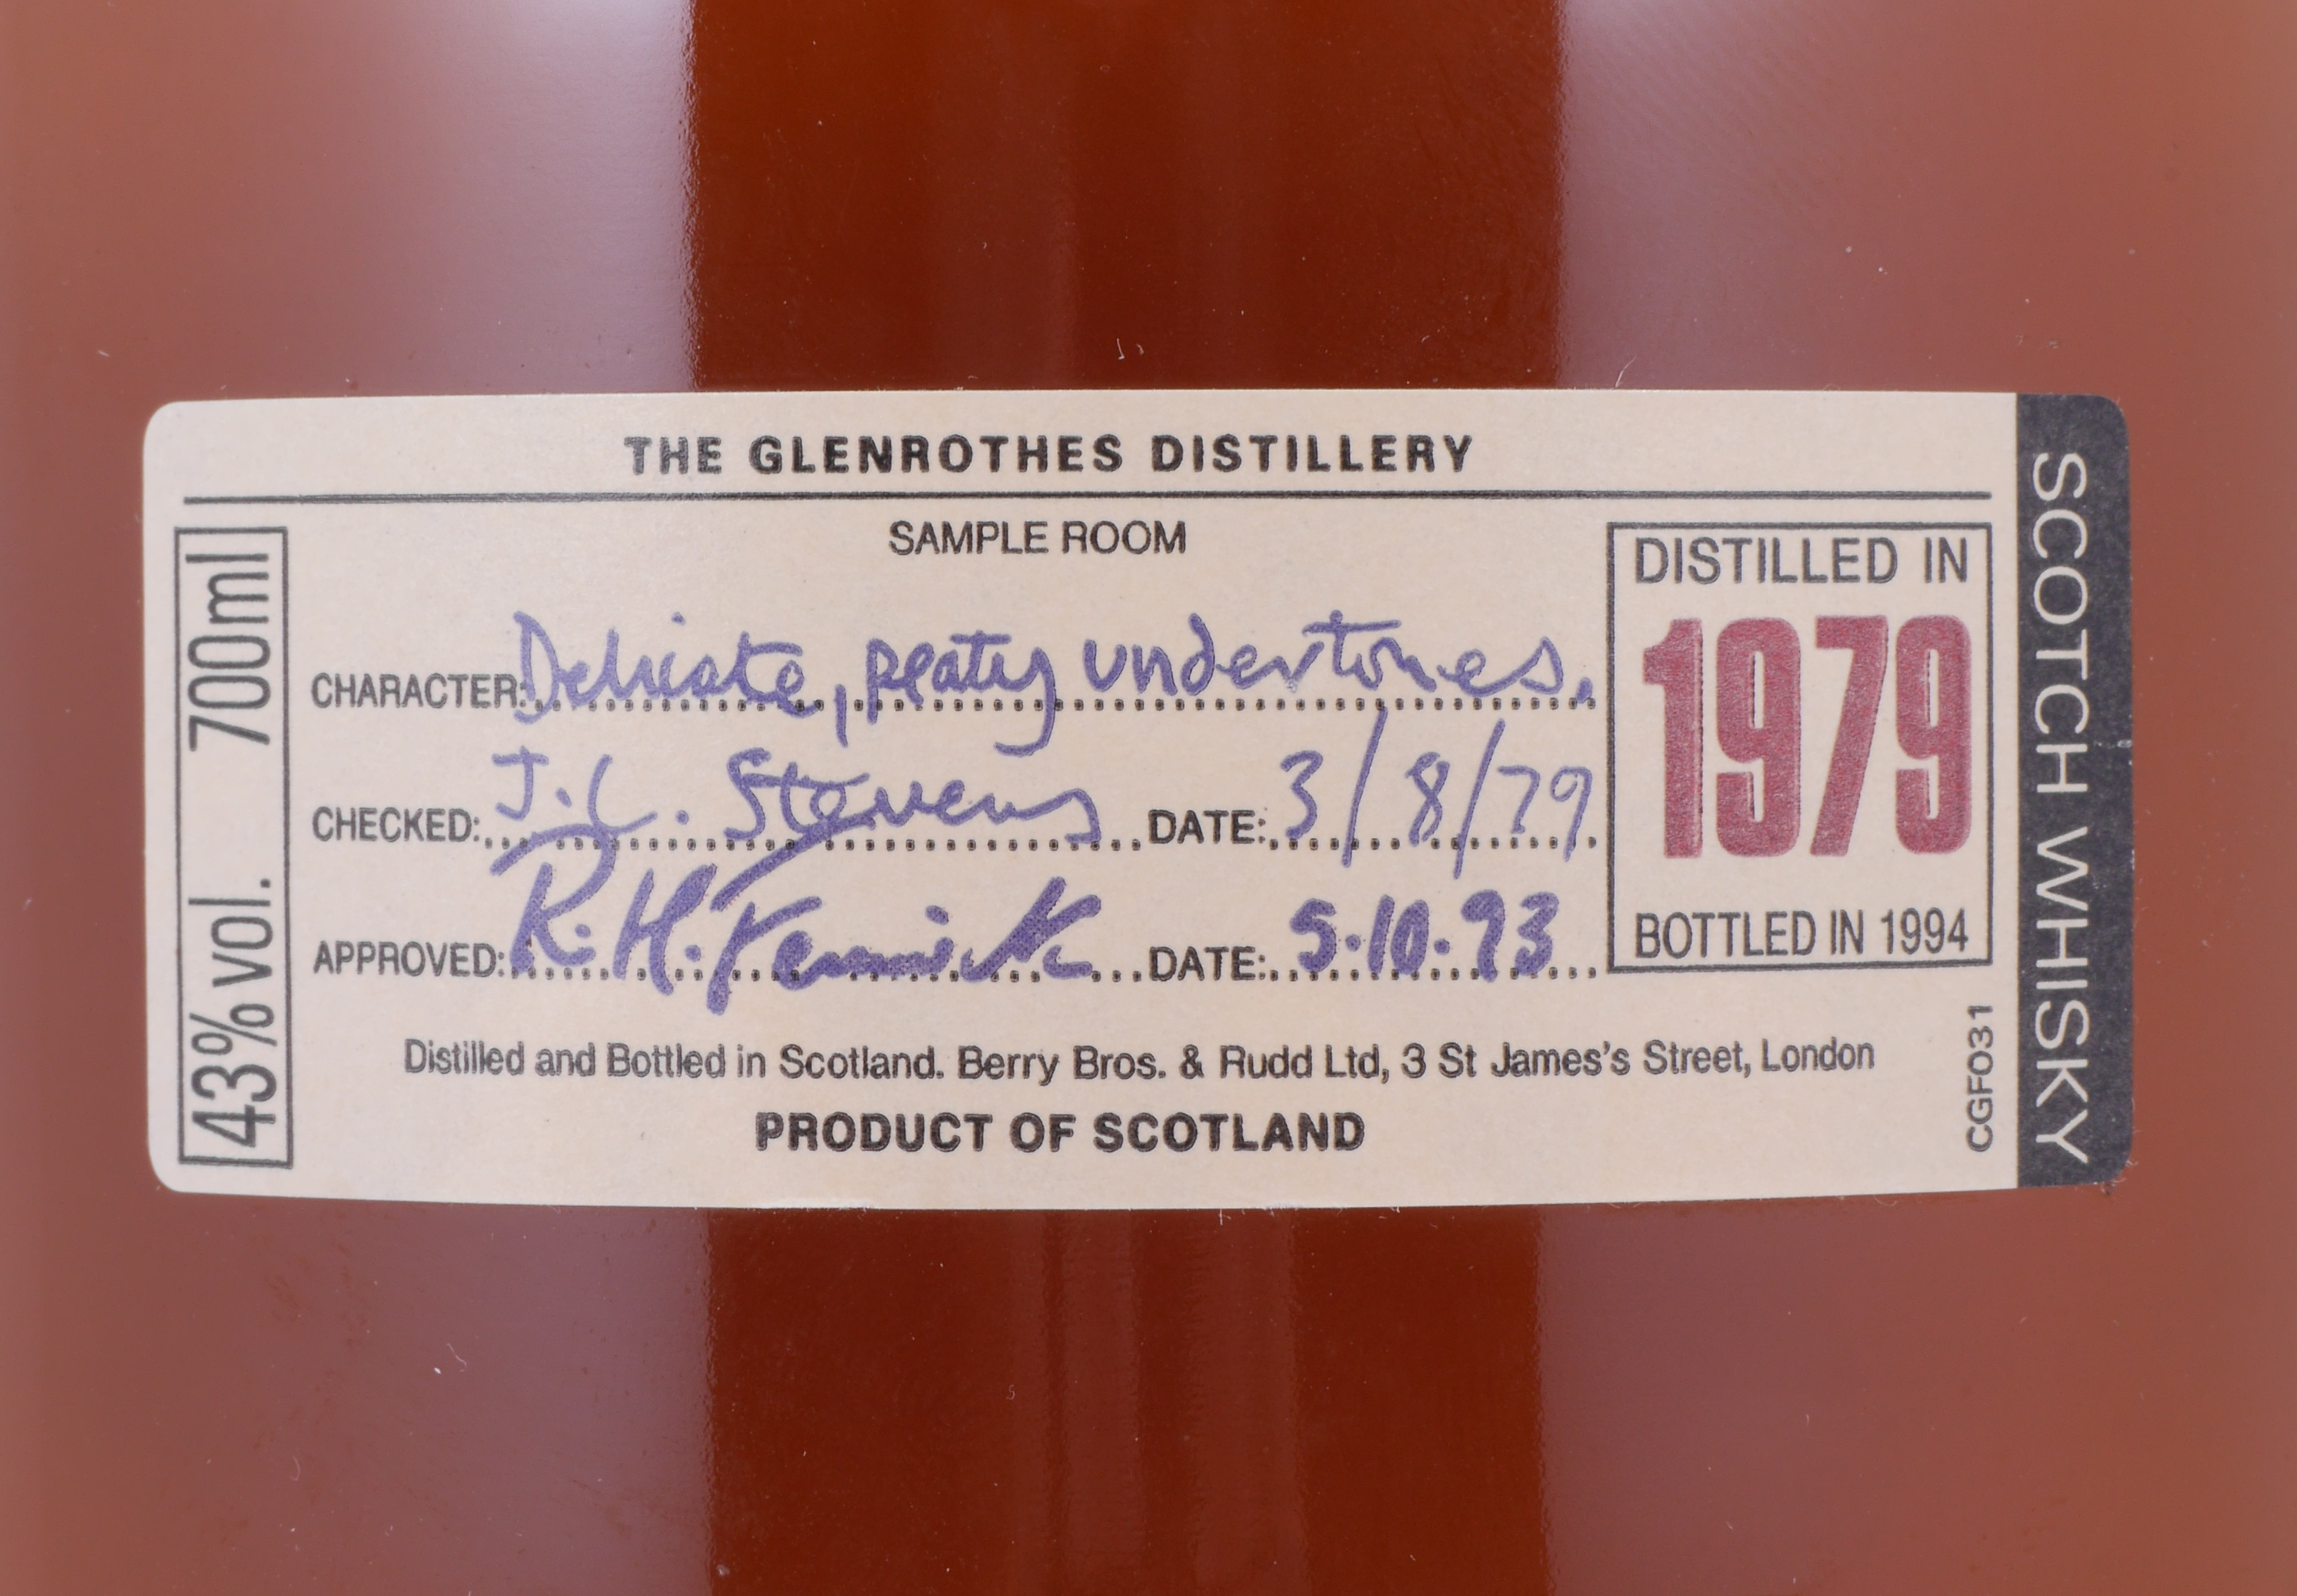 THE GLENROTHES DISTILLERY
SAMPLE ROOM
43% vol. 700ml
CHARACTER: Delicate, peaty undertones.
CHECKED: J.L. Stevens DATE: 3/8/79
APPROVED: R.H. Fenwick DATE: 5.10.93
DISTILLED IN
1979
BOTTLED IN 1994
Distilled and Bottled in Scotland. Berry Bros. & Rudd Ltd, 3 St James's Street, London
PRODUCT OF SCOTLAND
CGFO31
SCOTCH WHISKY